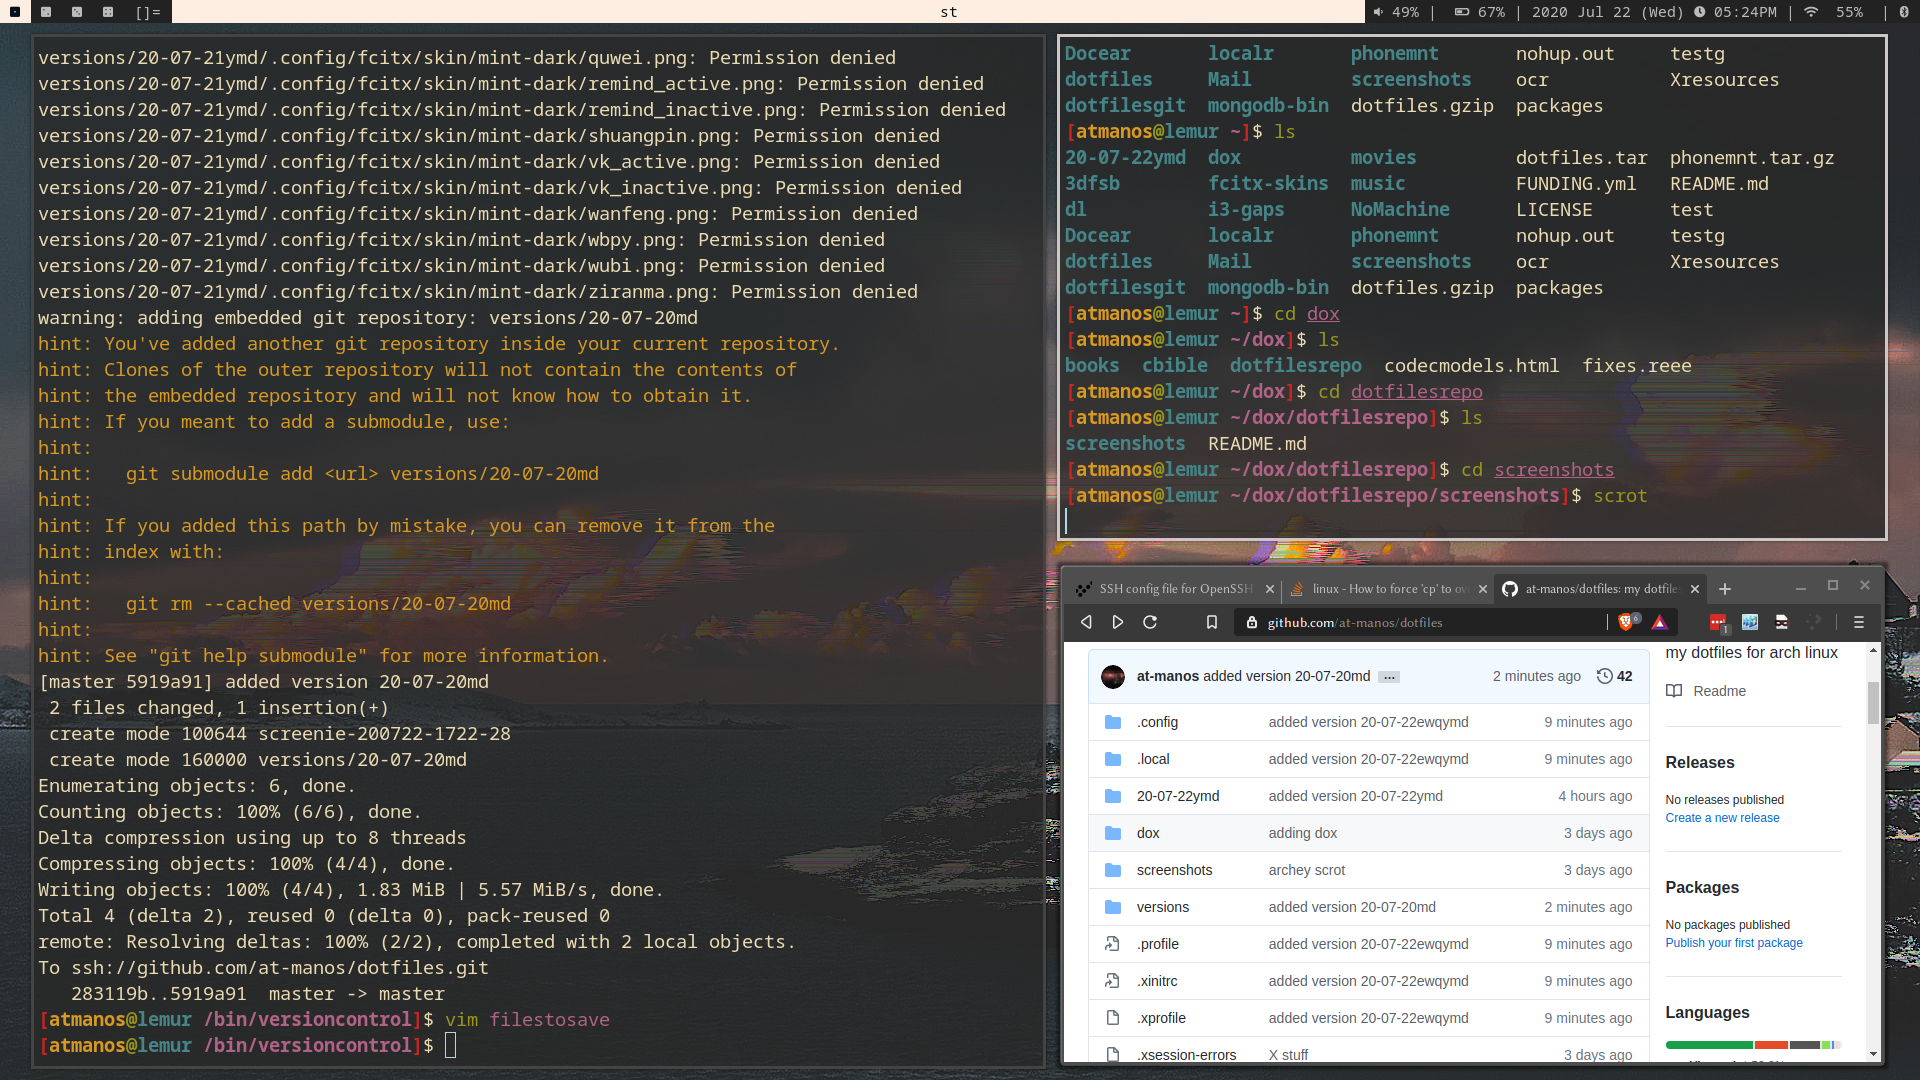 []= st 49% | 67% | 2020 Jul 22 (Wed) 05:24PM | 55% |
versions/20-07-21ymd/.config/fcitx/skin/mint-dark/quwei.png: Permission denied
versions/20-07-21ymd/.config/fcitx/skin/mint-dark/remind_active.png: Permission denied
versions/20-07-21ymd/.config/fcitx/skin/mint-dark/remind_inactive.png: Permission denied
versions/20-07-21ymd/.config/fcitx/skin/mint-dark/shuangpin.png: Permission denied
versions/20-07-21ymd/.config/fcitx/skin/mint-dark/vk_active.png: Permission denied
versions/20-07-21ymd/.config/fcitx/skin/mint-dark/vk_inactive.png: Permission denied
versions/20-07-21ymd/.config/fcitx/skin/mint-dark/wanfeng.png: Permission denied
versions/20-07-21ymd/.config/fcitx/skin/mint-dark/wbpy.png: Permission denied
versions/20-07-21ymd/.config/fcitx/skin/mint-dark/wubi.png: Permission denied
versions/20-07-21ymd/.config/fcitx/skin/mint-dark/ziranma.png: Permission denied
warning: adding embedded git repository: versions/20-07-20md
hint: You've added another git repository inside your current repository.
hint: Clones of the outer repository will not contain the contents of
hint: the embedded repository and will not know how to obtain it.
hint: If you meant to add a submodule, use:
hint:
hint:   git submodule add <url> versions/20-07-20md
hint:
hint: If you added this path by mistake, you can remove it from the
hint: index with:
hint:
hint:   git rm --cached versions/20-07-20md
hint:
hint: See "git help submodule" for more information.
[master 5919a91] added version 20-07-20md
 2 files changed, 1 insertion(+)
 create mode 100644 screenie-200722-1722-28
 create mode 160000 versions/20-07-20md
Enumerating objects: 6, done.
Counting objects: 100% (6/6), done.
Delta compression using up to 8 threads
Compressing objects: 100% (4/4), done.
Writing objects: 100% (4/4), 1.83 MiB | 5.57 MiB/s, done.
Total 4 (delta 2), reused 0 (delta 0), pack-reused 0
remote: Resolving deltas: 100% (2/2), completed with 2 local objects.
To ssh://github.com/at-manos/dotfiles.git
   283119b..5919a91  master -> master
[atmanos@lemur /bin/versioncontrol]$ vim filestosave
[atmanos@lemur /bin/versioncontrol]$
Docear localr phonemnt nohup.out testg
dotfiles Mail screenshots ocr Xresources
dotfilesgit mongodb-bin dotfiles.gzip packages
[atmanos@lemur ~]$ ls
20-07-22ymd dox movies dotfiles.tar phonemnt.tar.gz
3dfsb fcitx-skins music FUNDING.yml README.md
dl i3-gaps NoMachine LICENSE test
Docear localr phonemnt nohup.out testg
dotfiles Mail screenshots ocr Xresources
dotfilesgit mongodb-bin dotfiles.gzip packages
[atmanos@lemur ~]$ cd dox
[atmanos@lemur ~/dox]$ ls
books cbible dotfilesrepo codecmodels.html fixes.reee
[atmanos@lemur ~/dox]$ cd dotfilesrepo
[atmanos@lemur ~/dox/dotfilesrepo]$ ls
screenshots README.md
[atmanos@lemur ~/dox/dotfilesrepo]$ cd screenshots
[atmanos@lemur ~/dox/dotfilesrepo/screenshots]$ scrot
SSH config file for OpenSSH linux - How to force 'cp' to ov at-manos/dotfiles: my dotfile
github.com/at-manos/dotfiles 6 1
at-manos added version 20-07-20md ... 2 minutes ago 42
.config added version 20-07-22ewqymd 9 minutes ago
.local added version 20-07-22ewqymd 9 minutes ago
20-07-22ymd added version 20-07-22ymd 4 hours ago
dox adding dox 3 days ago
screenshots archey scrot 3 days ago
versions added version 20-07-20md 2 minutes ago
.profile added version 20-07-22ewqymd 9 minutes ago
.xinitrc added version 20-07-22ewqymd 9 minutes ago
.xprofile added version 20-07-22ewqymd 9 minutes ago
.xsession-errors X stuff 3 days ago
my dotfiles for arch linux
Readme
Releases
No releases published
Create a new release
Packages
No packages published
Publish your first package
Languages